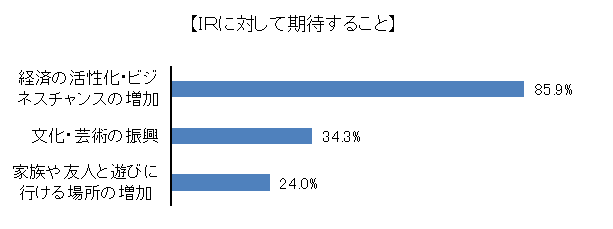 【IRに対して期待すること】
経済の活性化・ビジ
ネスチャンスの増加
85.9%
文化・芸術の振興
34.3%
家族や友人と遊びに
行ける場所の増加
24.0%